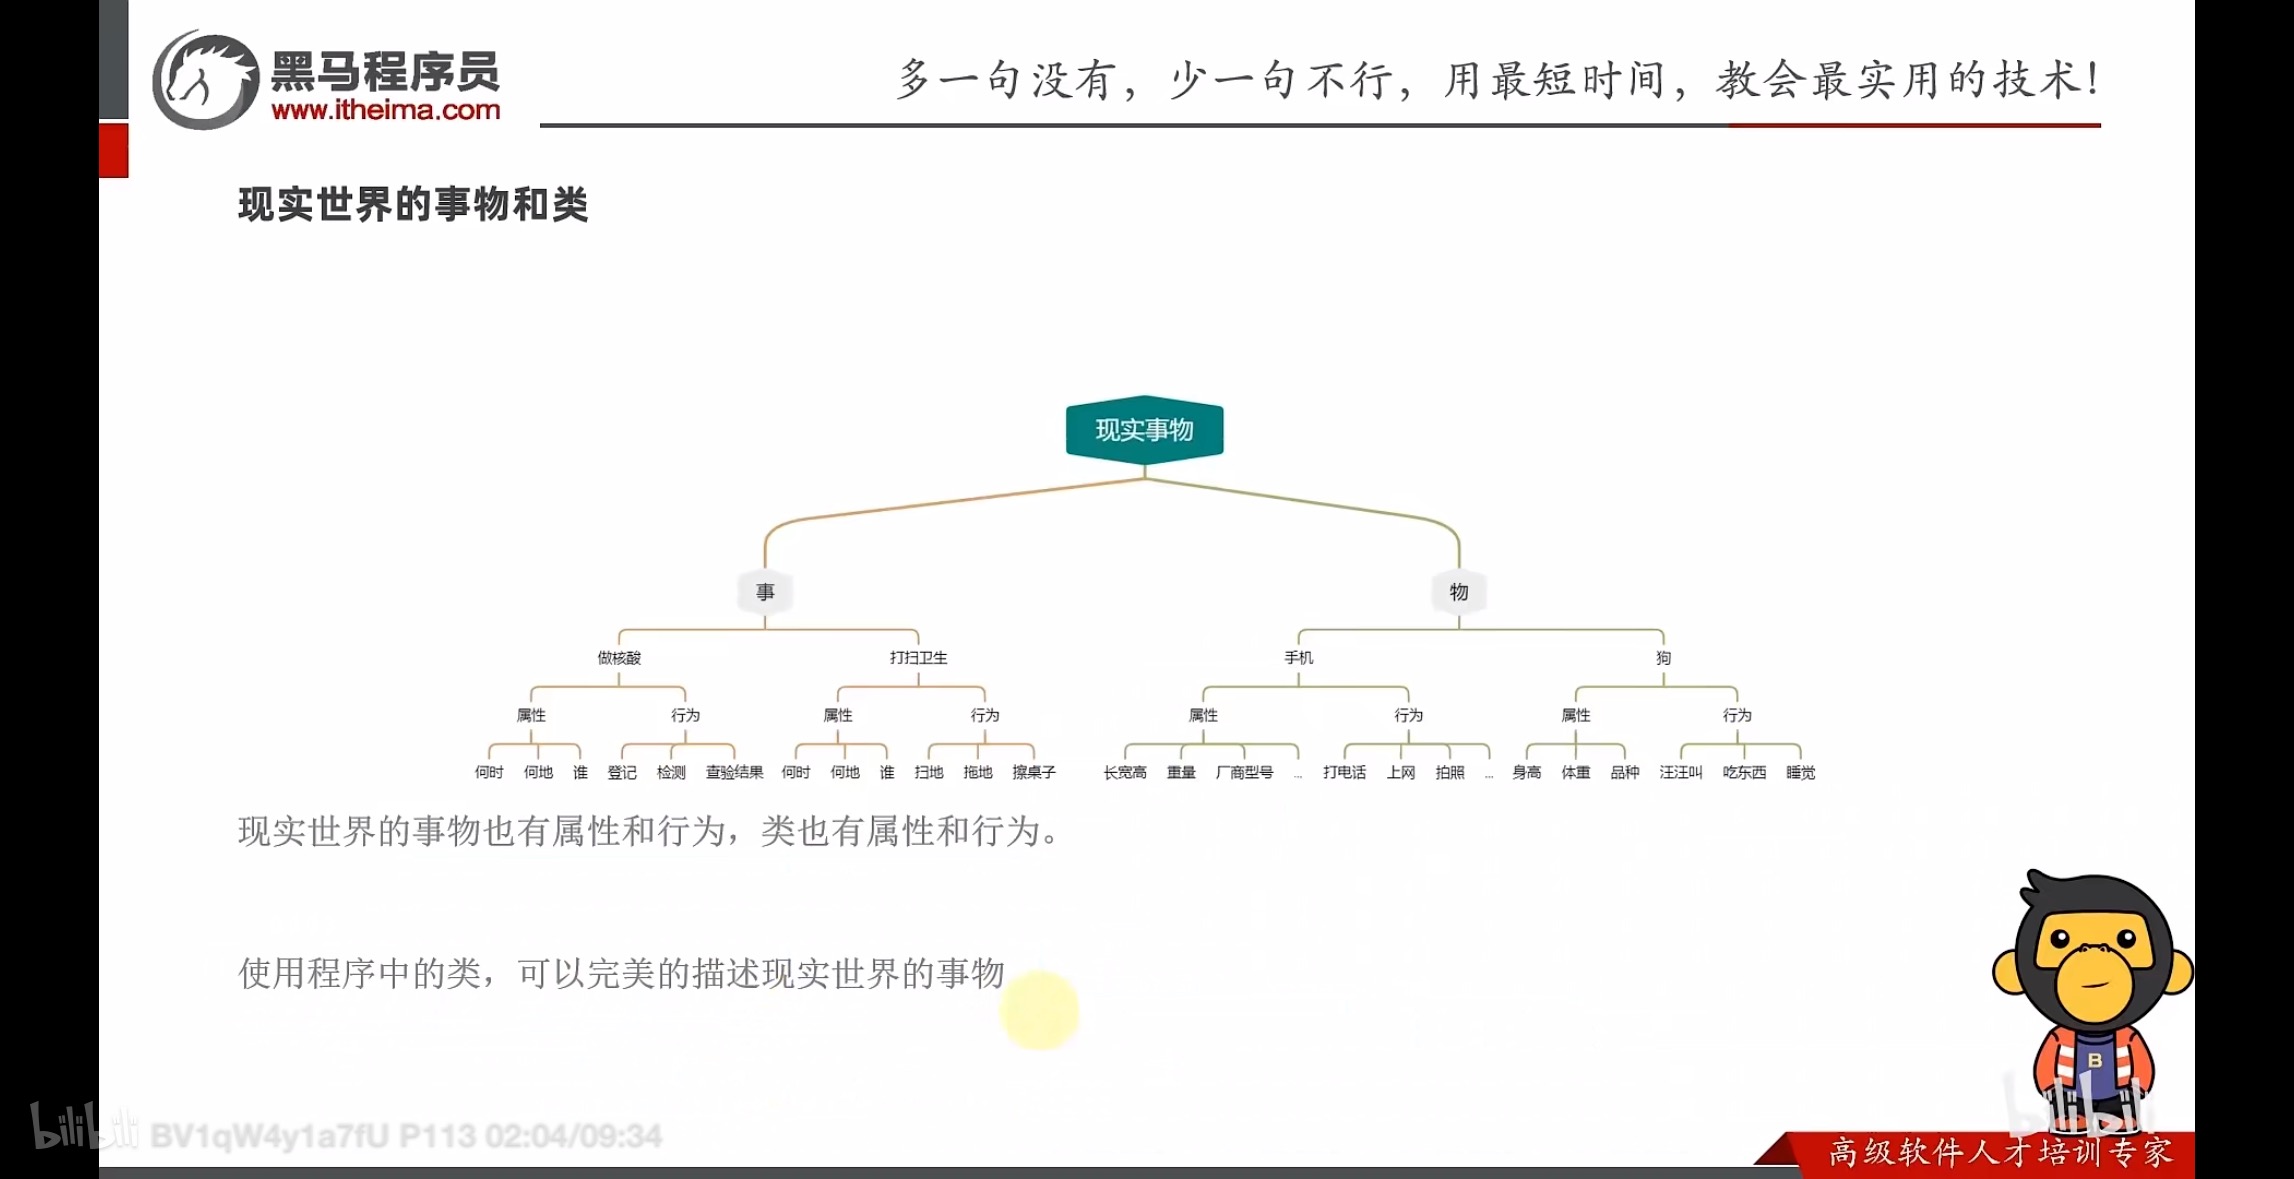 黑马程序员
www.itheima.com
多一句没有，少一句不行，用最短时间，教会最实用的技术！
现实世界的事物和类
现实事物
事 物
做核酸 打扫卫生 手机 狗
属性 行为 属性 行为 属性 行为 属性 行为
何时 何地 谁 登记 检测 查验结果 何时 何地 谁 扫地 拖地 擦桌子 长宽高 重量 厂商型号 ... 打电话 上网 拍照 ... 身高 体重 品种 汪汪叫 吃东西 睡觉
现实世界的事物也有属性和行为，类也有属性和行为。
使用程序中的类，可以完美的描述现实世界的事物
B
bilibili
bilibili BV1qW4y1a7fU P113 02:04/09:34
高级软件人才培训专家